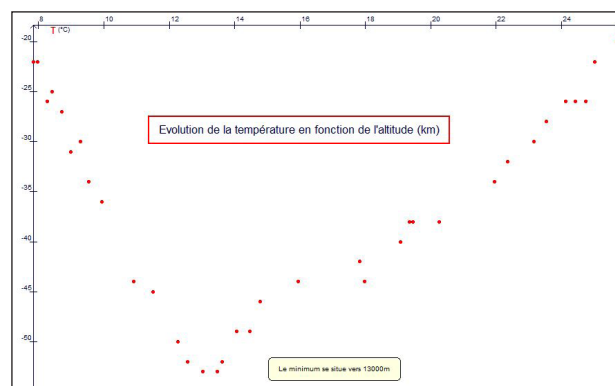 8 10 12 14 16 18 20 22 24
T (°C)
-20
-25
Evolution de la température en fonction de l'altitude (km)
-30
-35
-40
-45
-50
Le minimum se situe vers 13000m